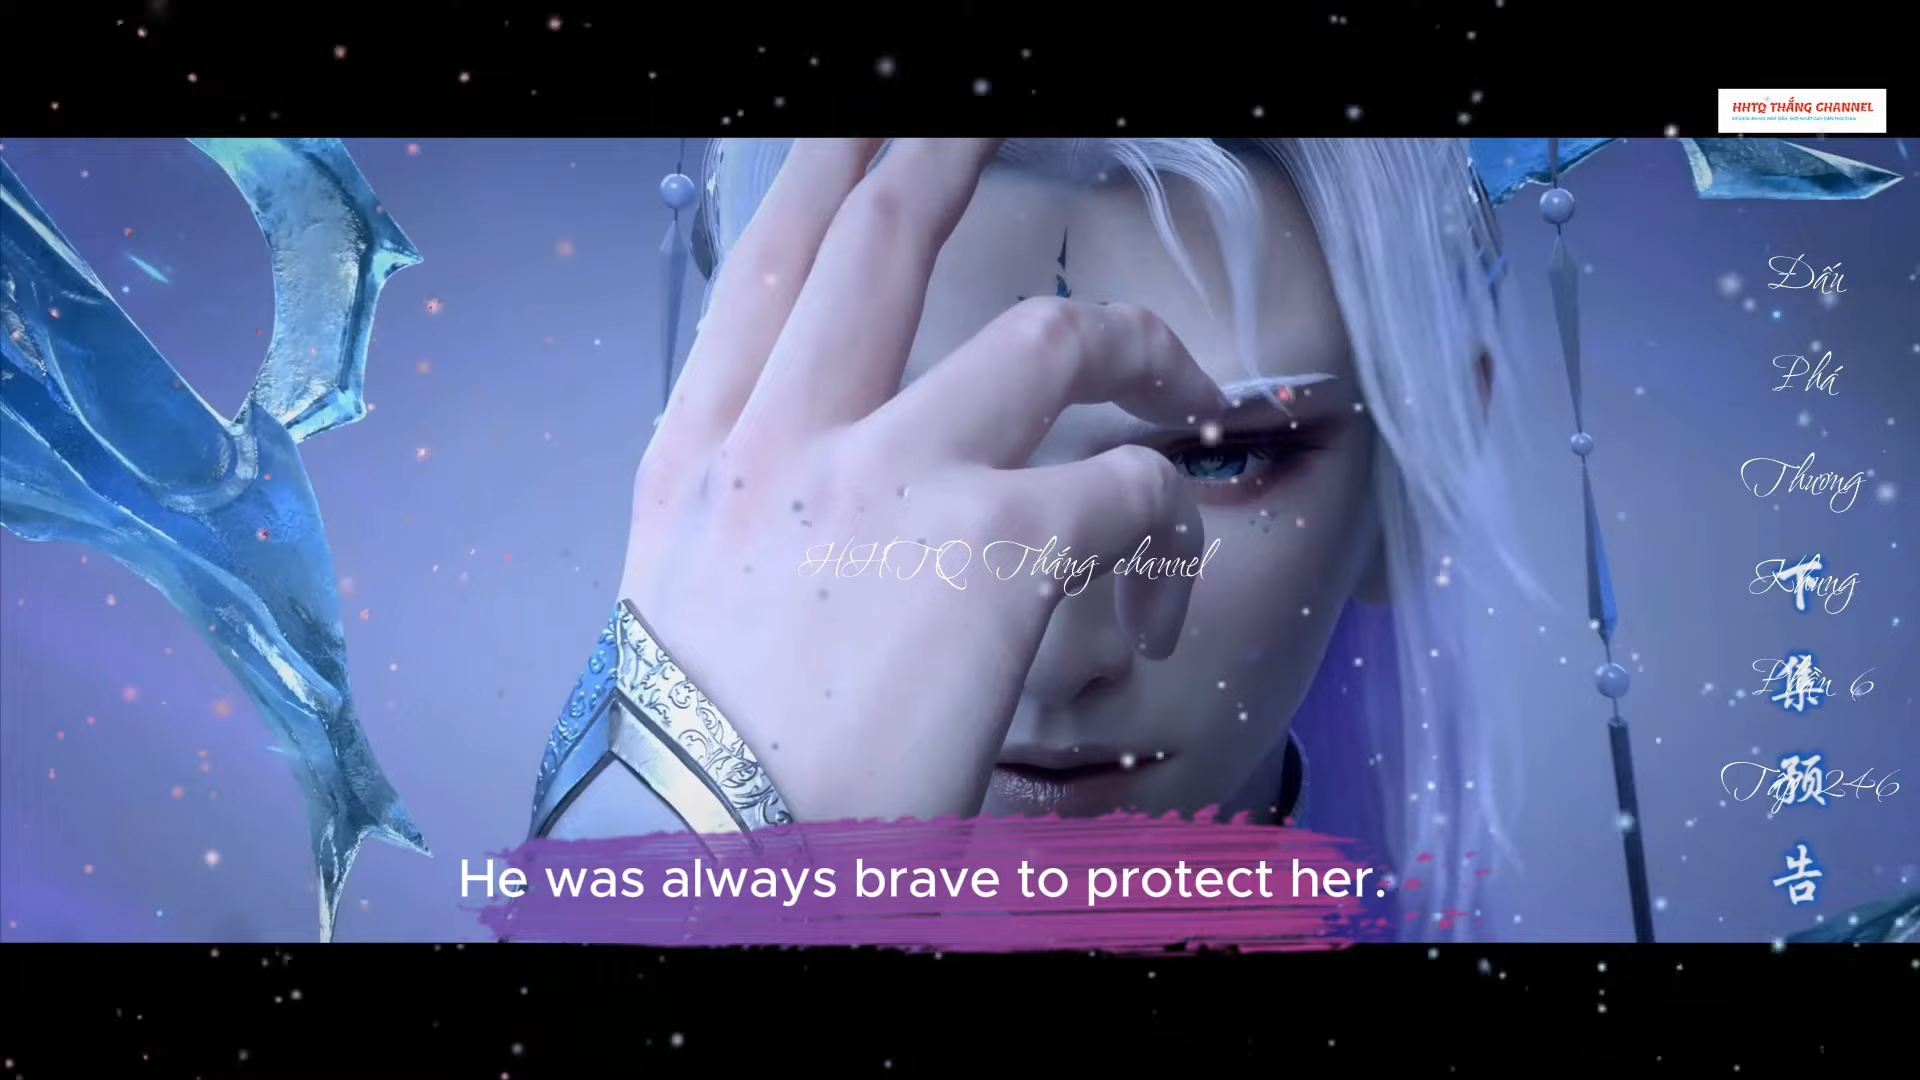 HHTQ THẮNG CHANNEL
Đấu
Phá
Thương
Khung
Phần 6
Tập 246
下集预告
HHTQ Thắng channel
He was always brave to protect her.